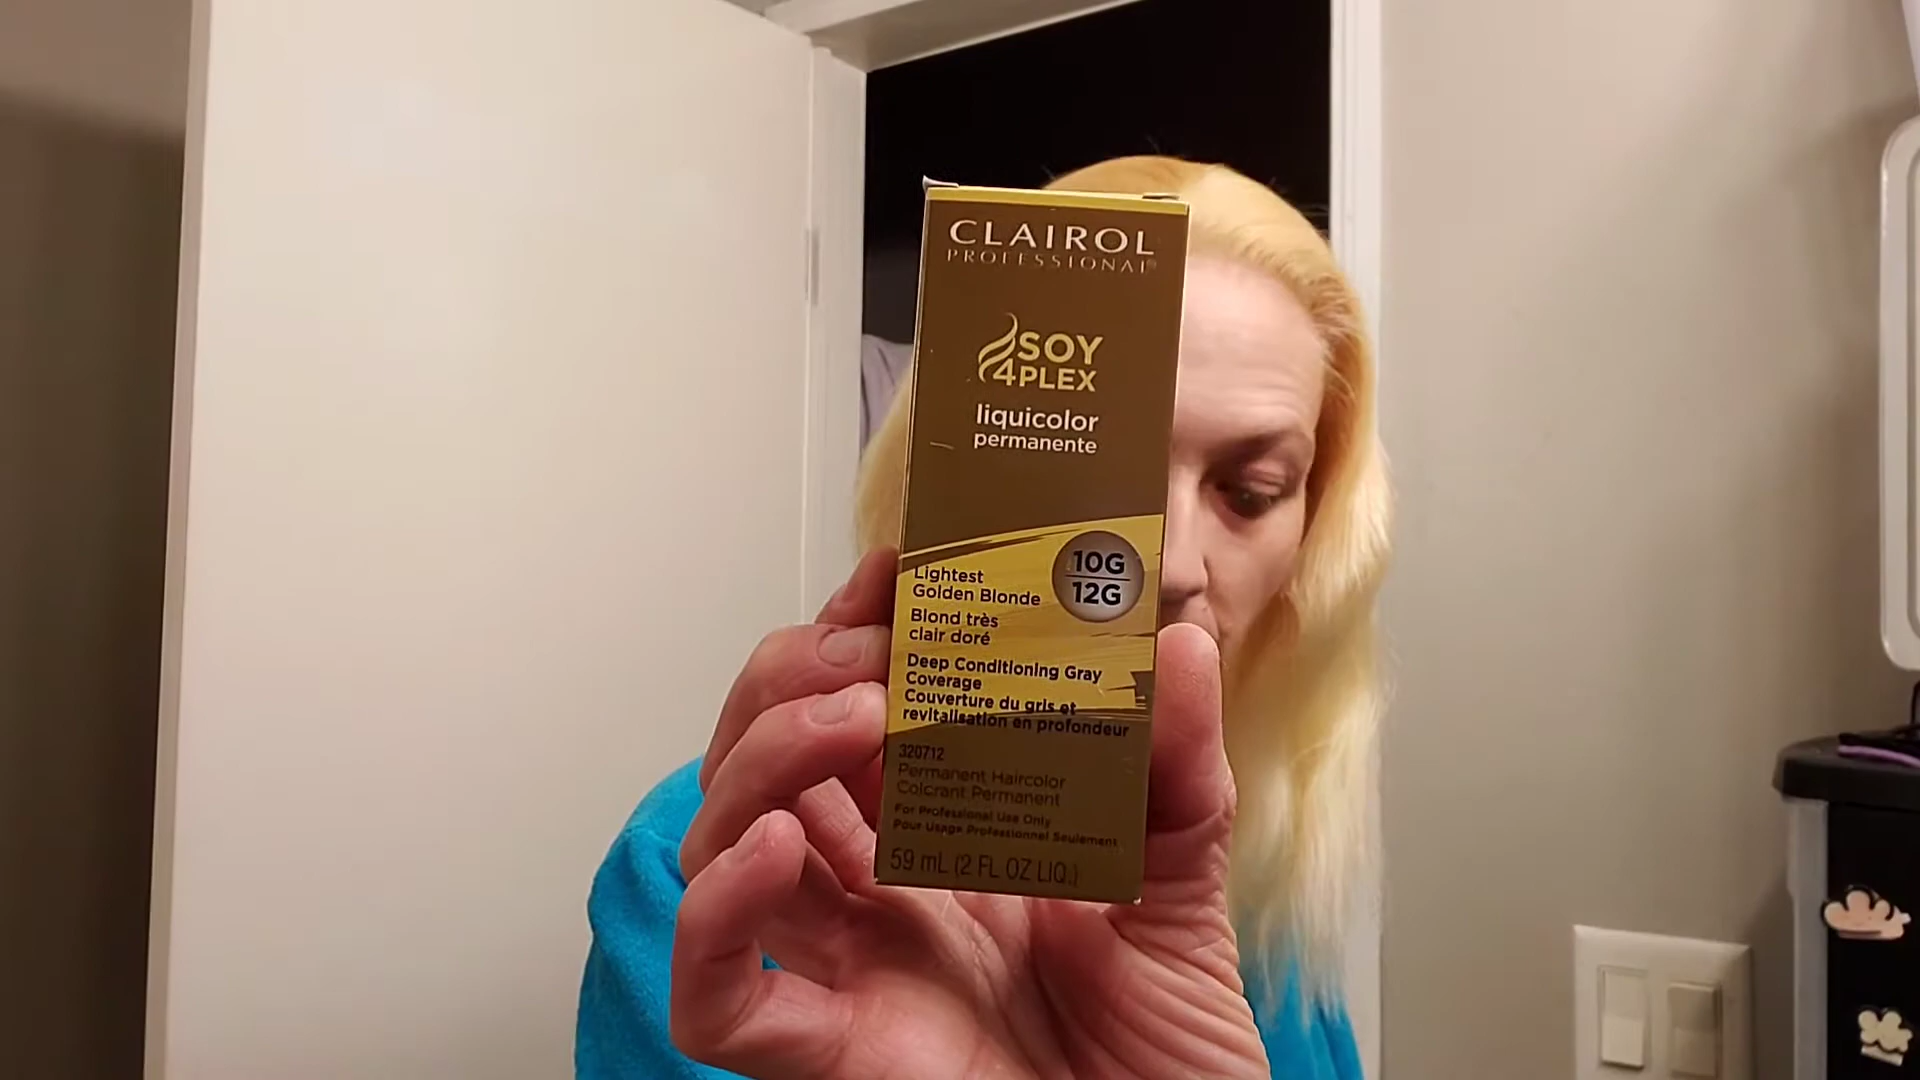 CLAIROL
PROFESSIONAL®
SOY
4PLEX
liquicolor
permanente
10G
12G
Lightest
Golden Blonde
Blond très
clair doré
Deep Conditioning Gray
Coverage
Couverture du gris et
revitalisation en profondeur
320712
Permanent Haircolor
Colorant Permanent
For Professional Use Only
Pour Usage Professionnel Seulement
59 mL (2 FL OZ LIQ.)